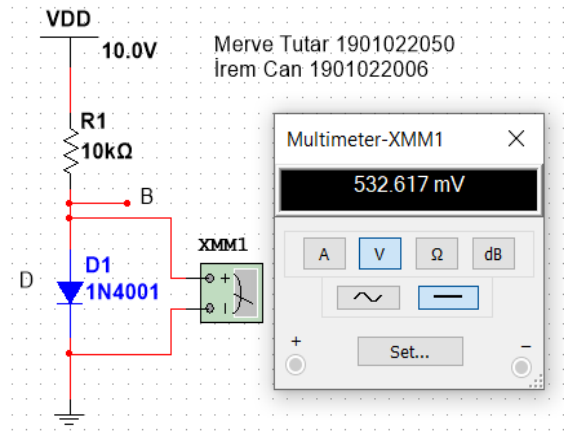 VDD
10.0V
Merve Tutar 1901022050
İrem Can 1901022006
R1
10kΩ
B
XMM1
D
D1
1N4001
+
Multimeter-XMM1
532.617 mV
A V Ω dB
+ −
Set...